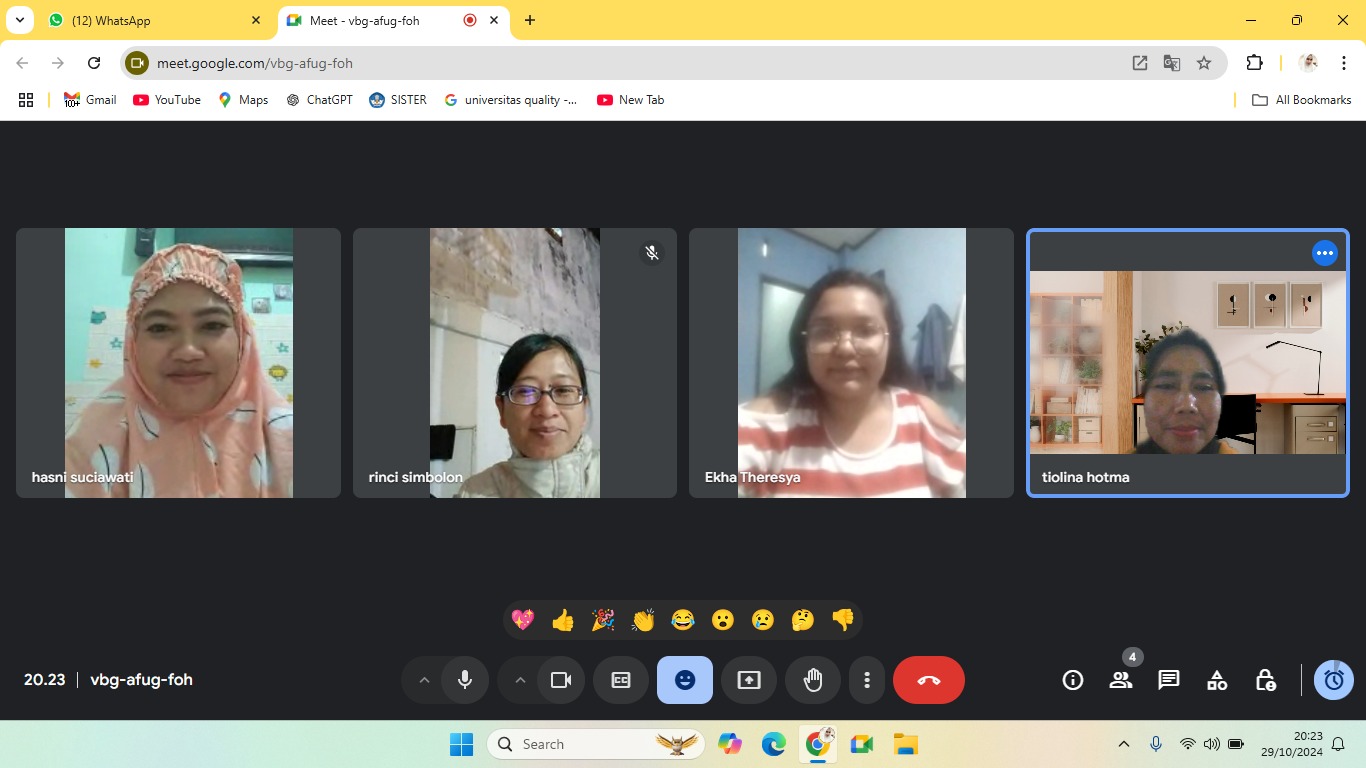 (12) WhatsApp
Meet - vbg-afug-foh
meet.google.com/vbg-afug-foh
100+
Gmail
YouTube
Maps
ChatGPT
SISTER
universitas quality -...
New Tab
All Bookmarks
hasni suciawati
rinci simbolon
Ekha Theresya
tiolina hotma
20.23
vbg-afug-foh
CC
4
Search
20:23
29/10/2024